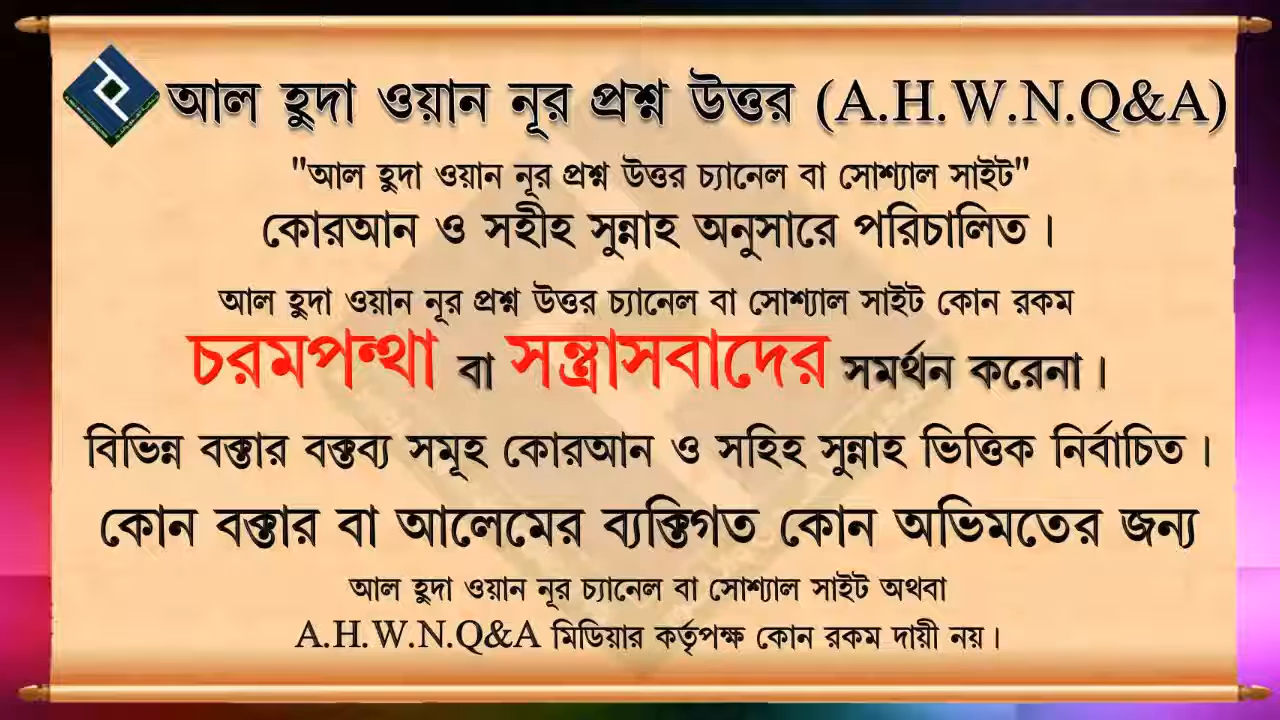 আল হুদা ওয়ান নূর প্রশ্ন উত্তর (A.H.W.N.Q&A)
"আল হুদা ওয়ান নূর প্রশ্ন উত্তর চ্যানেল বা সোশ্যাল সাইট"
কোরআন ও সহীহ সুন্নাহ অনুসারে পরিচালিত।
আল হুদা ওয়ান নূর প্রশ্ন উত্তর চ্যানেল বা সোশ্যাল সাইট কোন রকম
চরমপন্থা বা সন্ত্রাসবাদের সমর্থন করেনা।
বিভিন্ন বক্তার বক্তব্য সমূহ কোরআন ও সহিহ সুন্নাহ ভিত্তিক নির্বাচিত।
কোন বক্তার বা আলেমের ব্যক্তিগত কোন অভিমতের জন্য
আল হুদা ওয়ান নূর চ্যানেল বা সোশ্যাল সাইট অথবা
A.H.W.N.Q&A মিডিয়ার কর্তৃপক্ষ কোন রকম দায়ী নয়।